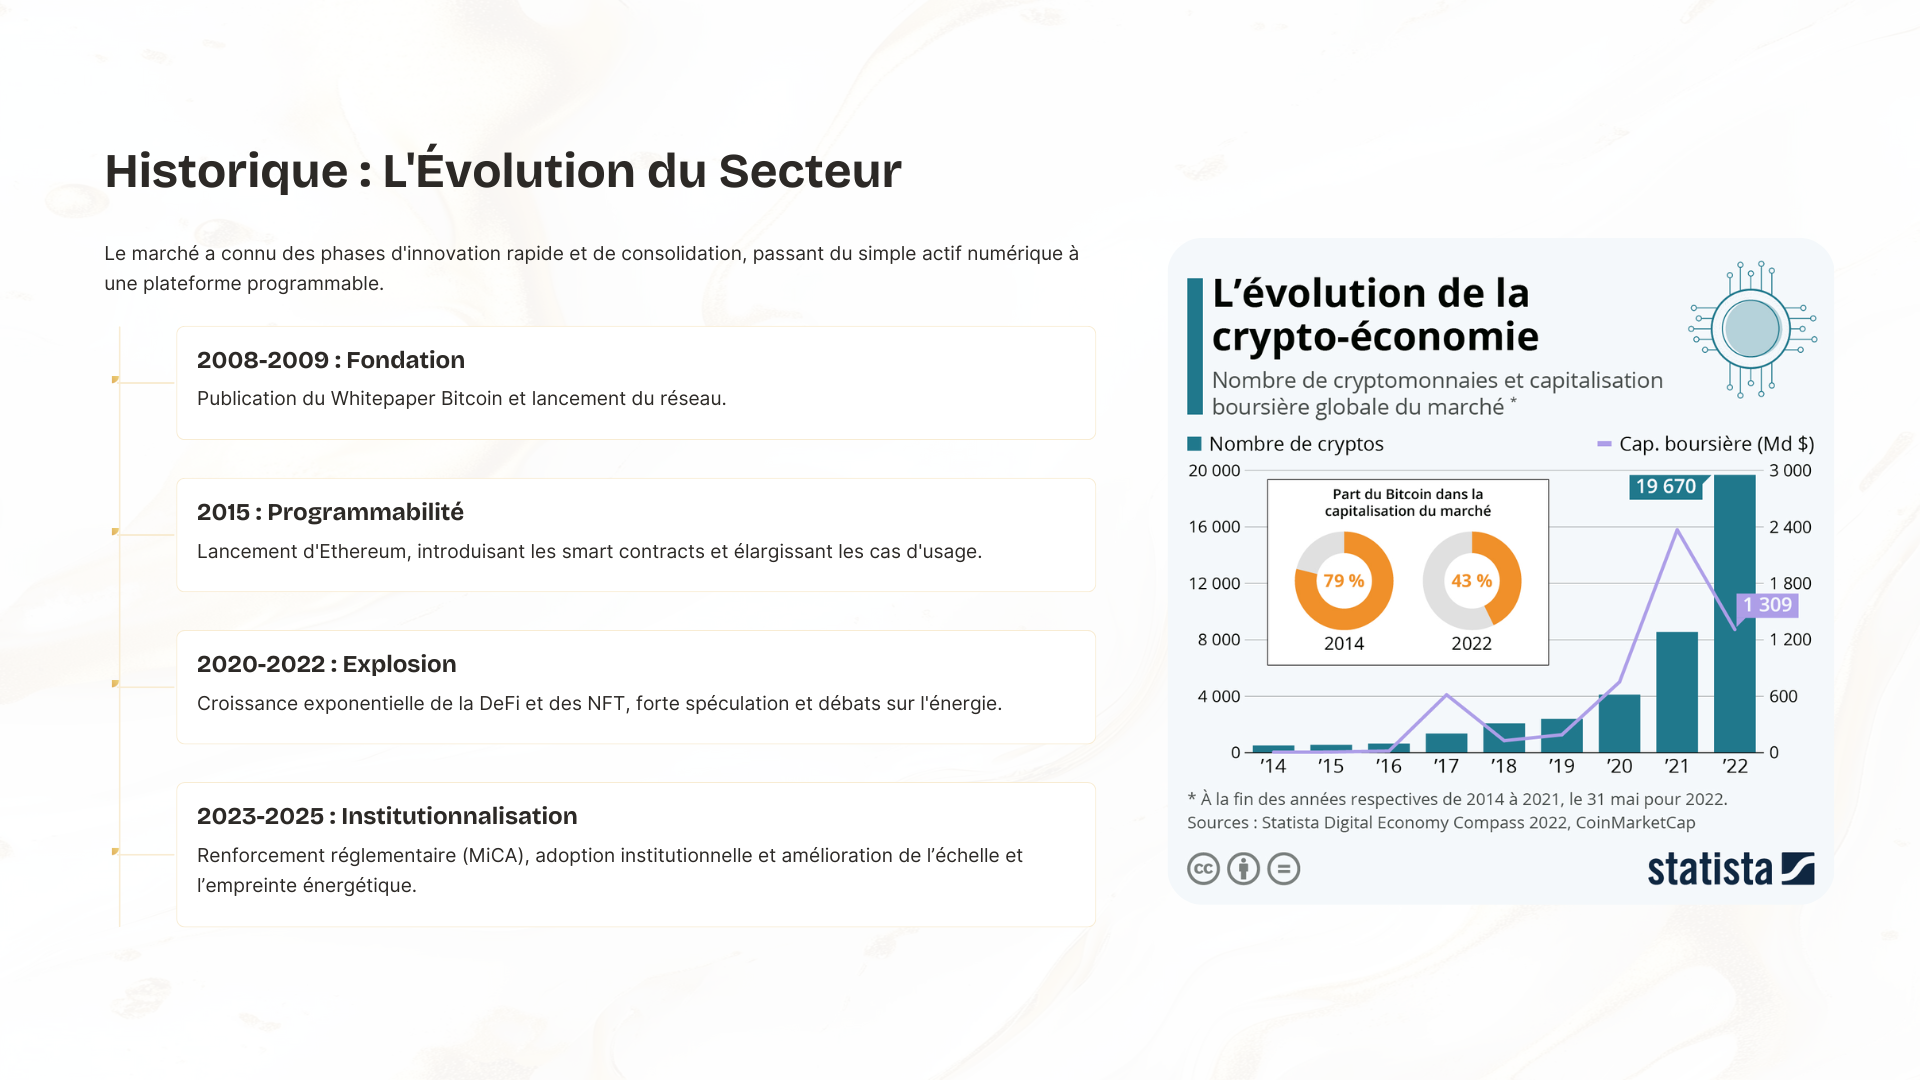 Historique : L'Évolution du Secteur
Le marché a connu des phases d'innovation rapide et de consolidation, passant du simple actif numérique à
une plateforme programmable.
2008-2009 : Fondation
Publication du Whitepaper Bitcoin et lancement du réseau.
2015 : Programmabilité
Lancement d'Ethereum, introduisant les smart contracts et élargissant les cas d'usage.
2020-2022 : Explosion
Croissance exponentielle de la DeFi et des NFT, forte spéculation et débats sur l'énergie.
2023-2025 : Institutionnalisation
Renforcement réglementaire (MiCA), adoption institutionnelle et amélioration de l’échelle et
l’empreinte énergétique.
L’évolution de la
crypto-économie
Nombre de cryptomonnaies et capitalisation
boursière globale du marché *
Nombre de cryptos
Cap. boursière (Md $)
20 000
3 000
16 000
2 400
12 000
1 800
8 000
1 200
4 000
600
0
0
Part du Bitcoin dans la
capitalisation du marché
79 %
43 %
2014
2022
19 670
1 309
’14 ’15 ’16 ’17 ’18 ’19 ’20 ’21 ’22
* À la fin des années respectives de 2014 à 2021, le 31 mai pour 2022.
Sources : Statista Digital Economy Compass 2022, CoinMarketCap
cc
statista